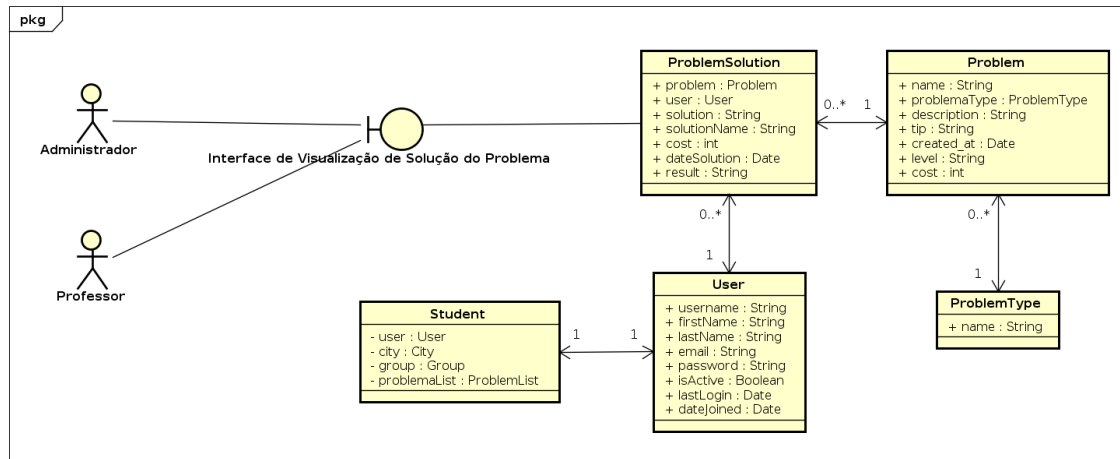 pkg
Administrador
Professor
Interface de Visualização de Solução do Problema
ProblemSolution
+ problem : Problem
+ user : User
+ solution : String
+ solutionName : String
+ cost : int
+ dateSolution : Date
+ result : String
0..*
1
Problem
+ name : String
+ problemaType : ProblemType
+ description : String
+ tip : String
+ created_at : Date
+ level : String
+ cost : int
0..*
1
0..*
1
Student
- user : User
- city : City
- group : Group
- problemaList : ProblemList
1
1
User
+ username : String
+ firstName : String
+ lastName : String
+ email : String
+ password : String
+ isActive : Boolean
+ lastLogin : Date
+ dateJoined : Date
ProblemType
+ name : String